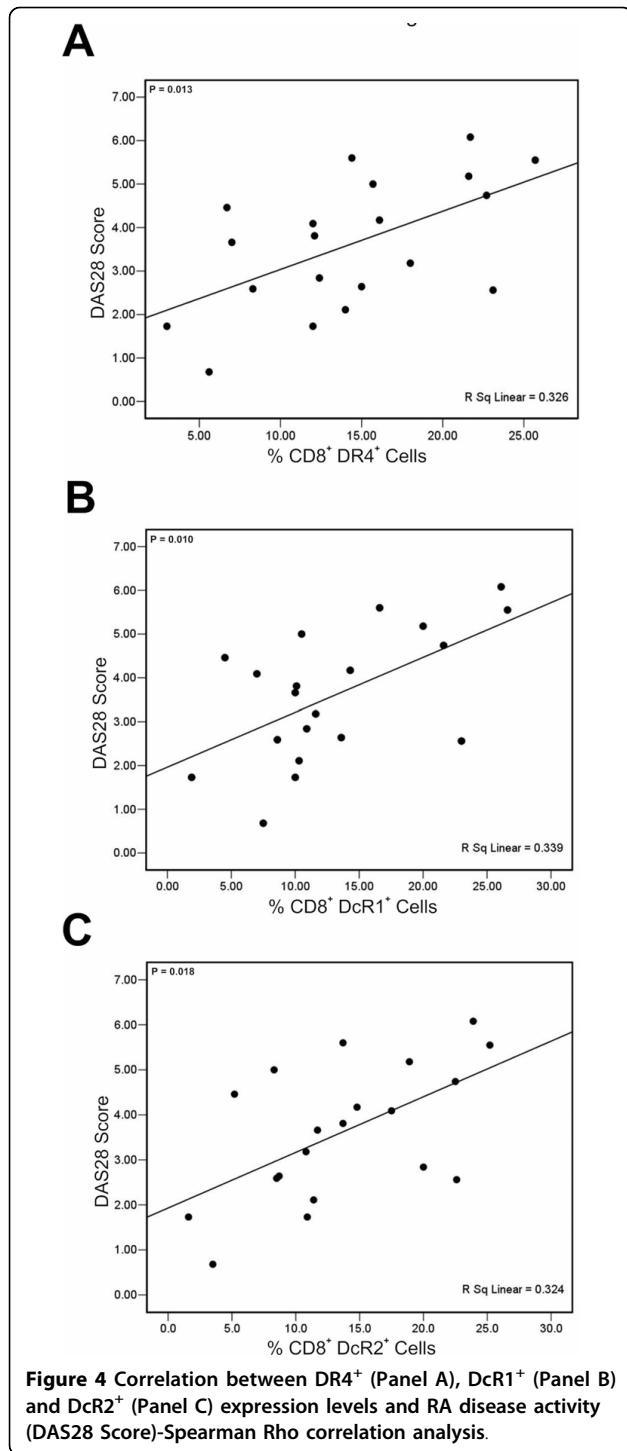 A
P = 0.013
7.00
6.00
5.00
4.00
3.00
2.00
1.00
0.00
DAS28 Score
R Sq Linear = 0.326
5.00 10.00 15.00 20.00 25.00
% CD8⁺ DR4⁺ Cells
B
P = 0.010
7.00
6.00
5.00
4.00
3.00
2.00
1.00
0.00
DAS28 Score
R Sq Linear = 0.339
0.00 5.00 10.00 15.00 20.00 25.00 30.00
% CD8⁺ DcR1⁺ Cells
C
P = 0.018
7.00
6.00
5.00
4.00
3.00
2.00
1.00
0.00
DAS28 Score
R Sq Linear = 0.324
0.0 5.0 10.0 15.0 20.0 25.0 30.0
% CD8⁺ DcR2⁺ Cells
Figure 4 Correlation between DR4⁺ (Panel A), DcR1⁺ (Panel B)
and DcR2⁺ (Panel C) expression levels and RA disease activity
(DAS28 Score)-Spearman Rho correlation analysis.